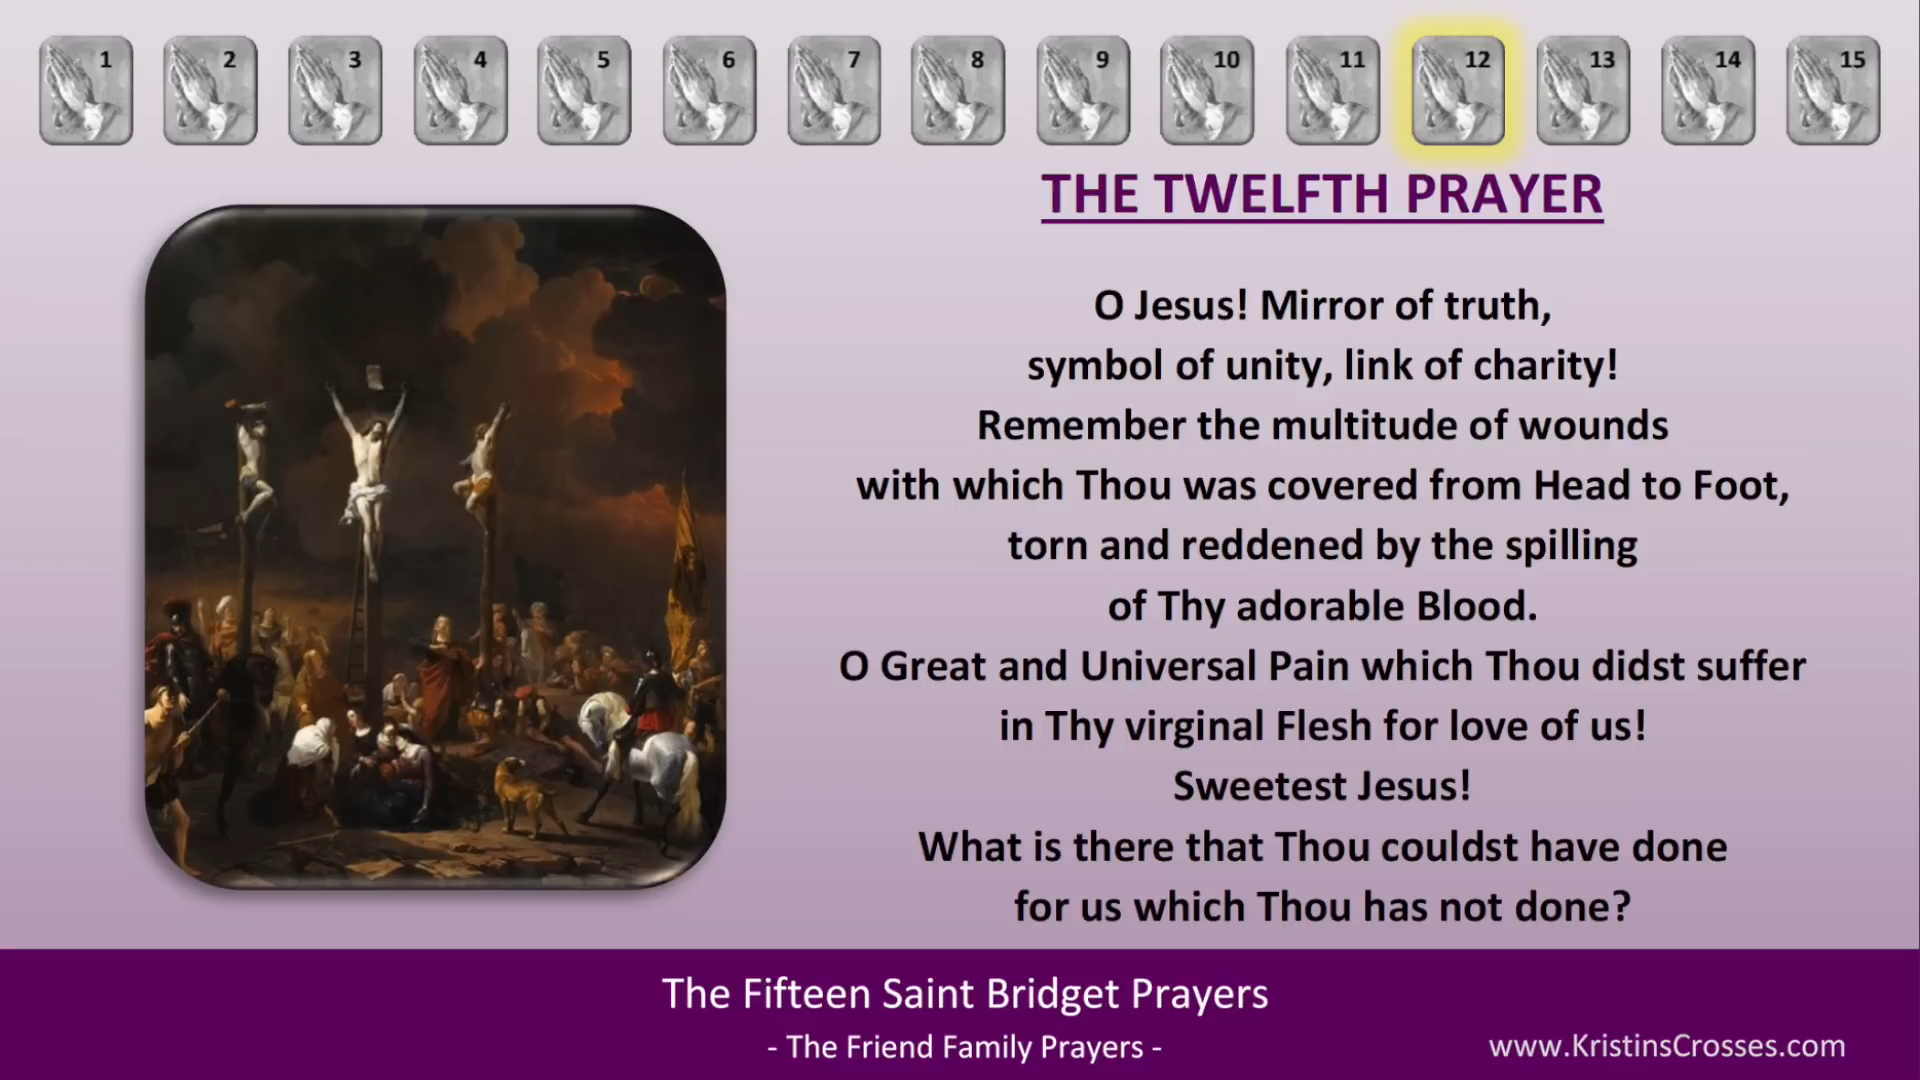 1 2 3 4 5 6 7 8 9 10 11 12 13 14 15
THE TWELFTH PRAYER
O Jesus! Mirror of truth,
symbol of unity, link of charity!
Remember the multitude of wounds
with which Thou was covered from Head to Foot,
torn and reddened by the spilling
of Thy adorable Blood.
O Great and Universal Pain which Thou didst suffer
in Thy virginal Flesh for love of us!
Sweetest Jesus!
What is there that Thou couldst have done
for us which Thou has not done?
The Fifteen Saint Bridget Prayers
- The Friend Family Prayers -
www.KristinsCrosses.com